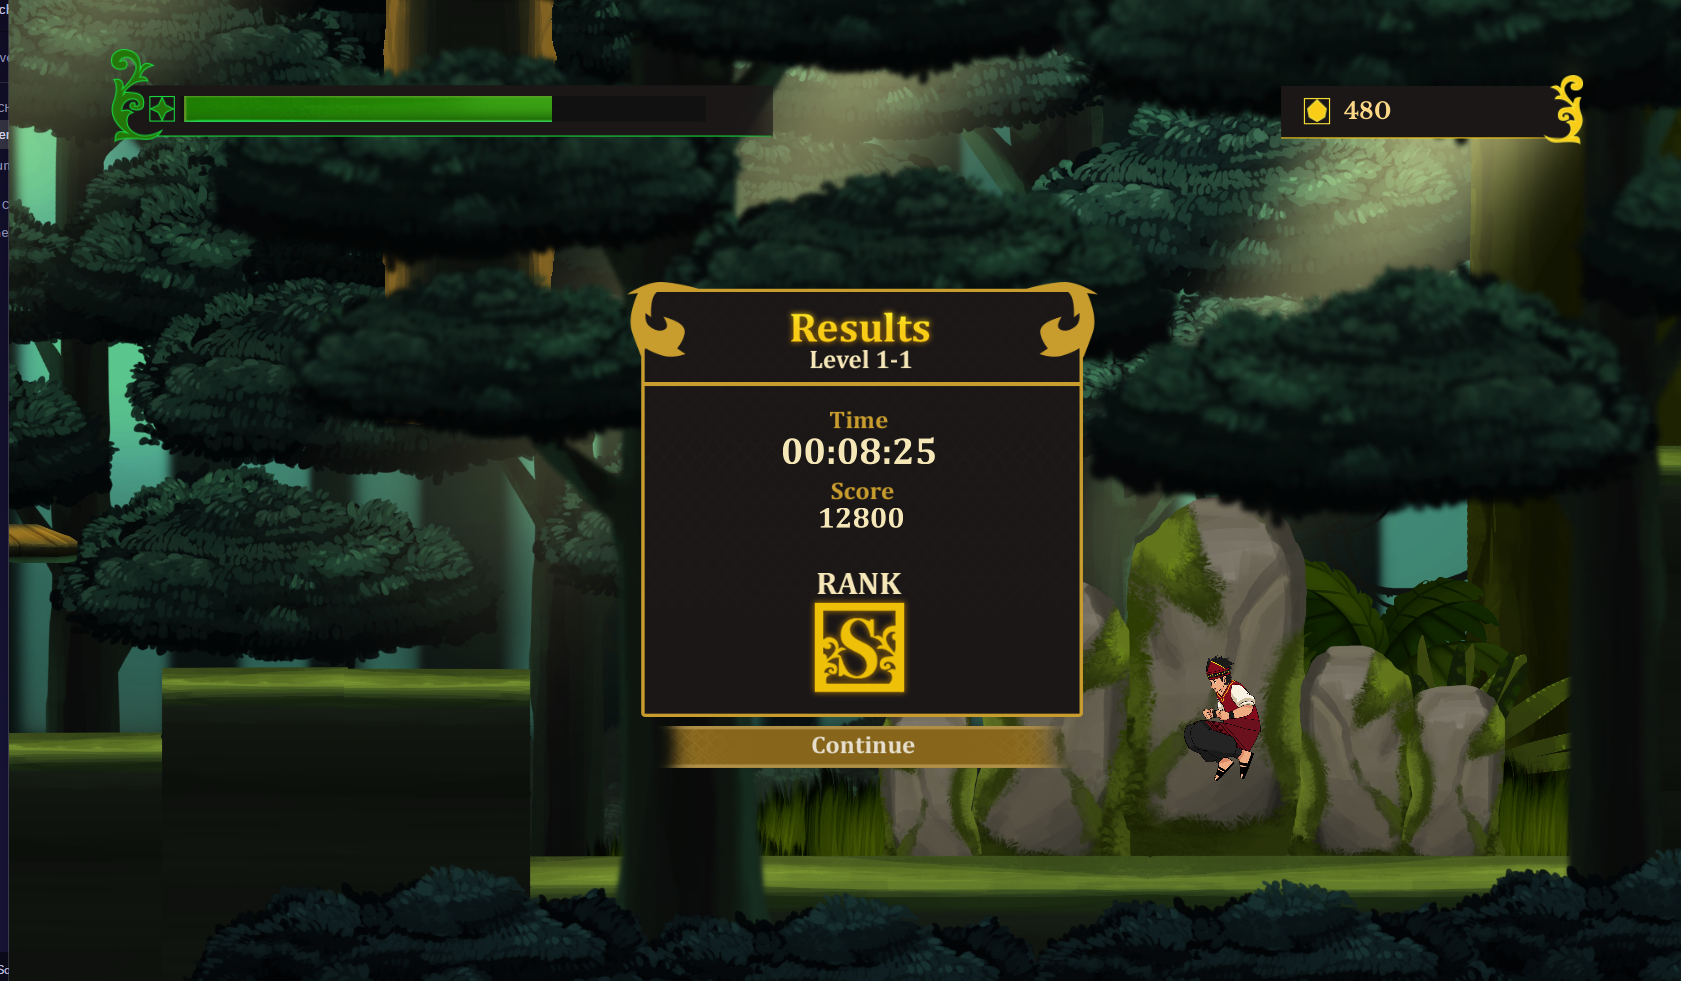 480
Results
Level 1-1
Time
00:08:25
Score
12800
RANK
S
Continue